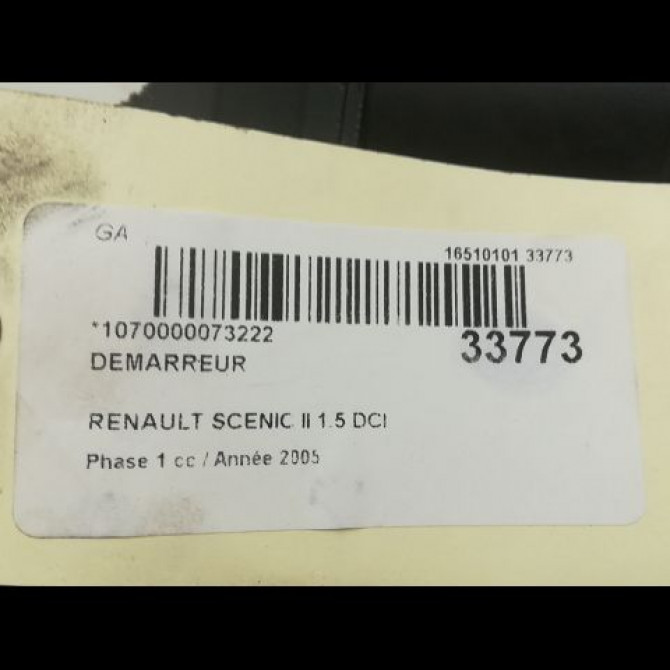 GA
16510101 33773
*1070000073222
33773
DEMARREUR
RENAULT SCENIC II 1.5 DCI
Phase 1 cc / Année 2005